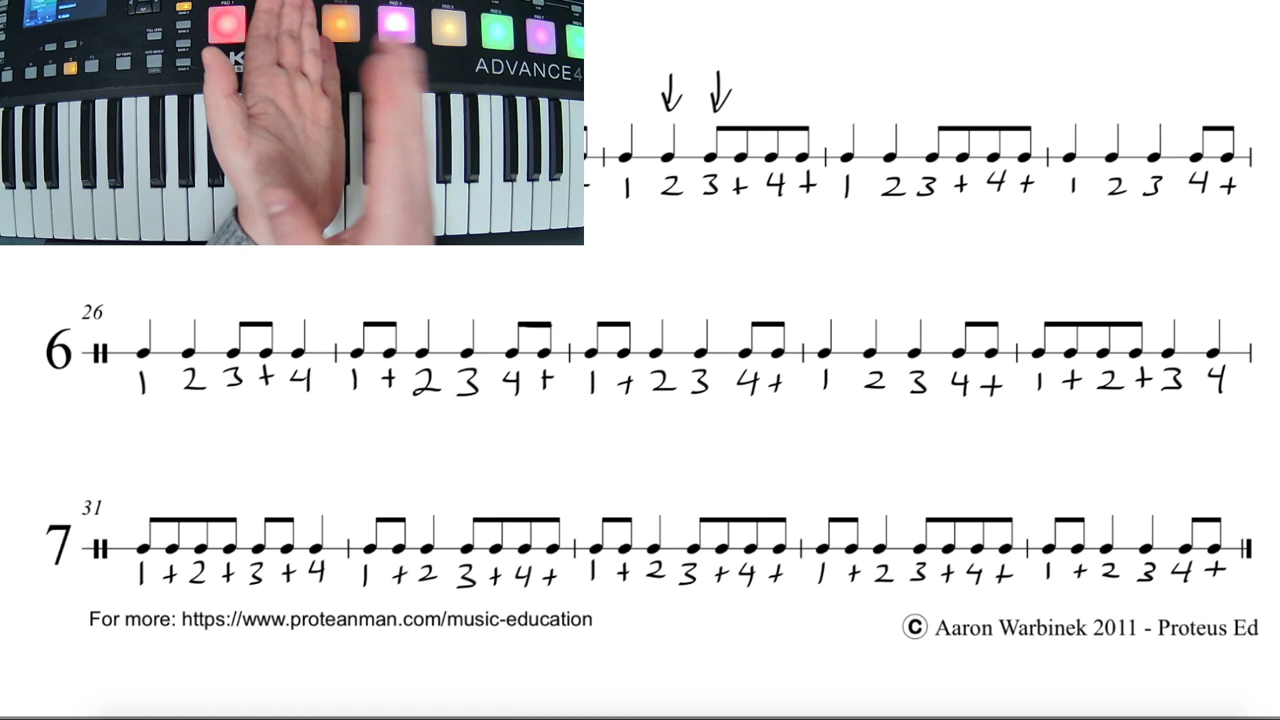 ADVANCE4
1 2 3 + 4 + 1 2 3 + 4 + 1 2 3 4 +
26
6
1 2 3 + 4 1 + 2 3 4 + 1 + 2 3 4 + 1 2 3 4 + 1 + 2 + 3 4
31
7
1 + 2 + 3 + 4 1 + 2 3 + 4 + 1 + 2 3 + 4 + 1 + 2 3 + 4 + 1 + 2 3 4 +
For more: https://www.proteanman.com/music-education
© Aaron Warbinek 2011 - Proteus Ed